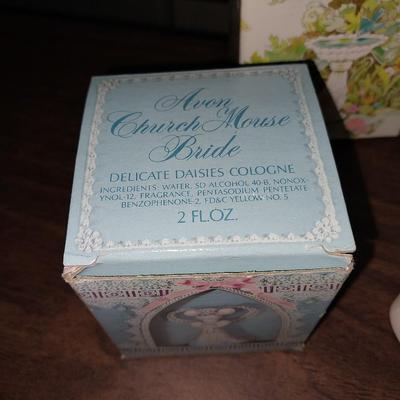 Avon
Church Mouse
Bride
DELICATE DAISIES COLOGNE
INGREDIENTS: WATER, SD ALCOHOL 40-B, NONOX-
YNOL-12, FRAGRANCE, PENTASODIUM PENTETATE
BENZOPHENONE-2, FD&C YELLOW NO. 5
2 FL.OZ.